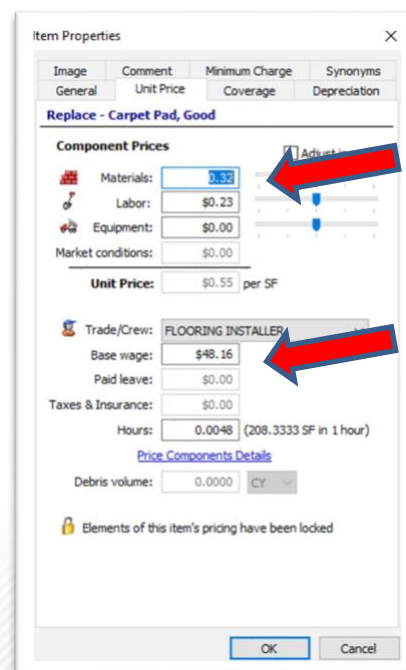 Item Properties
Image Comment Minimum Charge Synonyms
General Unit Price Coverage Depreciation
Replace - Carpet Pad, Good
Component Prices
Materials: 0.32
Labor: $0.23
Equipment: $0.00
Market conditions: $0.00
Unit Price: $0.55 per SF
Trade/Crew: FLOORING INSTALLER
Base wage: $48.16
Paid leave: $0.00
Taxes & Insurance: $0.00
Hours: 0.0048 (208.3333 SF in 1 hour)
Price Components Details
Debris volume: 0.0000 CY
Elements of this item's pricing have been locked
OK Cancel